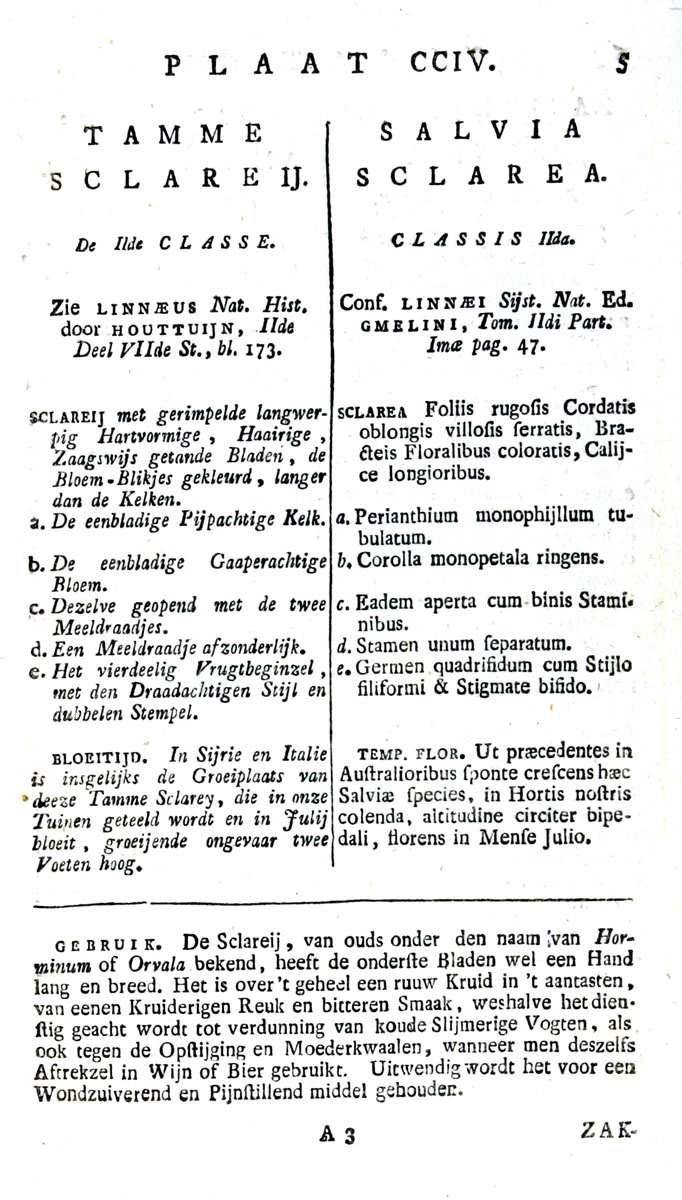 PLAAT CCIV. 5
TAMME
SCLAREIJ.
De IIde CLASSE.
Zie LINNÆUS Nat. Hist.
door HOUTTUIJN, IIde
Deel VIIde St., bl. 173.
SCLAREIJ met gerimpelde langwer-
pig Hartvormige, Haairige,
Zaagswijs getande Bladen, de
Bloem-Blikjes gekleurd, langer
dan de Kelken.
a. De eenbladige Pijpachtige Kelk.
b. De eenbladige Gaaperachtige
Bloem.
c. Dezelve geopend met de twee
Meeldraadjes.
d. Een Meeldraadje afzonderlijk.
e. Het vierdeelig Vrugtbeginzel,
met den Draadachtigen Stijl en
dubbelen Stempel.
BLOEITIJD. In Sijrie en Italie
is insgelijks de Groeiplaats van
deeze Tamme Sclarey, die in onze
Tuinen geteeld wordt en in Julij
bloeit, groeijende ongevaar twee
Voeten hoog.
SALVIA
SCLAREA.
CLASSIS IIda.
Conf. LINNÆI Sijst. Nat. Ed.
GMELINI, Tom. IIdi Part.
Imæ pag. 47.
SCLAREA Foliis rugoſis Cordatis
oblongis villoſis ſerratis, Bra-
cteis Floralibus coloratis, Calij-
ce longioribus.
a. Perianthium monophijllum tu-
bulatum.
b. Corolla monopetala ringens.
c. Eadem aperta cum binis Stami-
nibus.
d. Stamen unum ſeparatum.
e. Germen quadrifidum cum Stijlo
filiformi & Stigmate bifido.
TEMP. FLOR. Ut præcedentes in
Auſtralioribus ſponte creſcens hæc
Salviæ ſpecies, in Hortis noſtris
colenda, altitudine circiter bipe-
dali, florens in Menſe Julio.
GEBRUIK. De Sclareij, van ouds onder den naam van Hor-
minum of Orvala bekend, heeft de onderſte Bladen wel een Hand
lang en breed. Het is over't geheel een ruuw Kruid in 't aantasten,
van eenen Kruiderigen Reuk en bitteren Smaak, weshalve het dien-
ſtig geacht wordt tot verdunning van koude Slijmerige Vogten, als
ook tegen de Opſtijging en Moederkwaalen, wanneer men deszelfs
Aftrekzel in Wijn of Bier gebruikt. Uitwendig wordt het voor een
Wondzuiverend en Pijnſtillend middel gehouden.
A 3 ZAK-